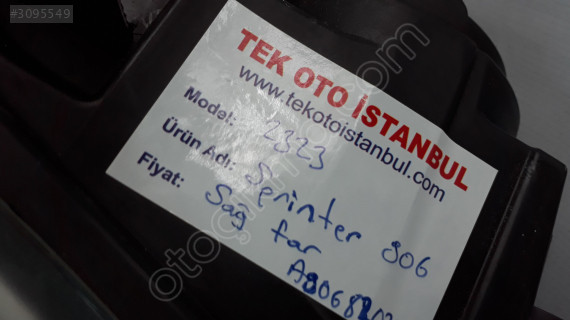 #3095549
TEK OTO İSTANBUL
www.tekotoistanbul.com
Model: 2323
Ürün Adı: Sprinter 906
Fiyat: Sağ far